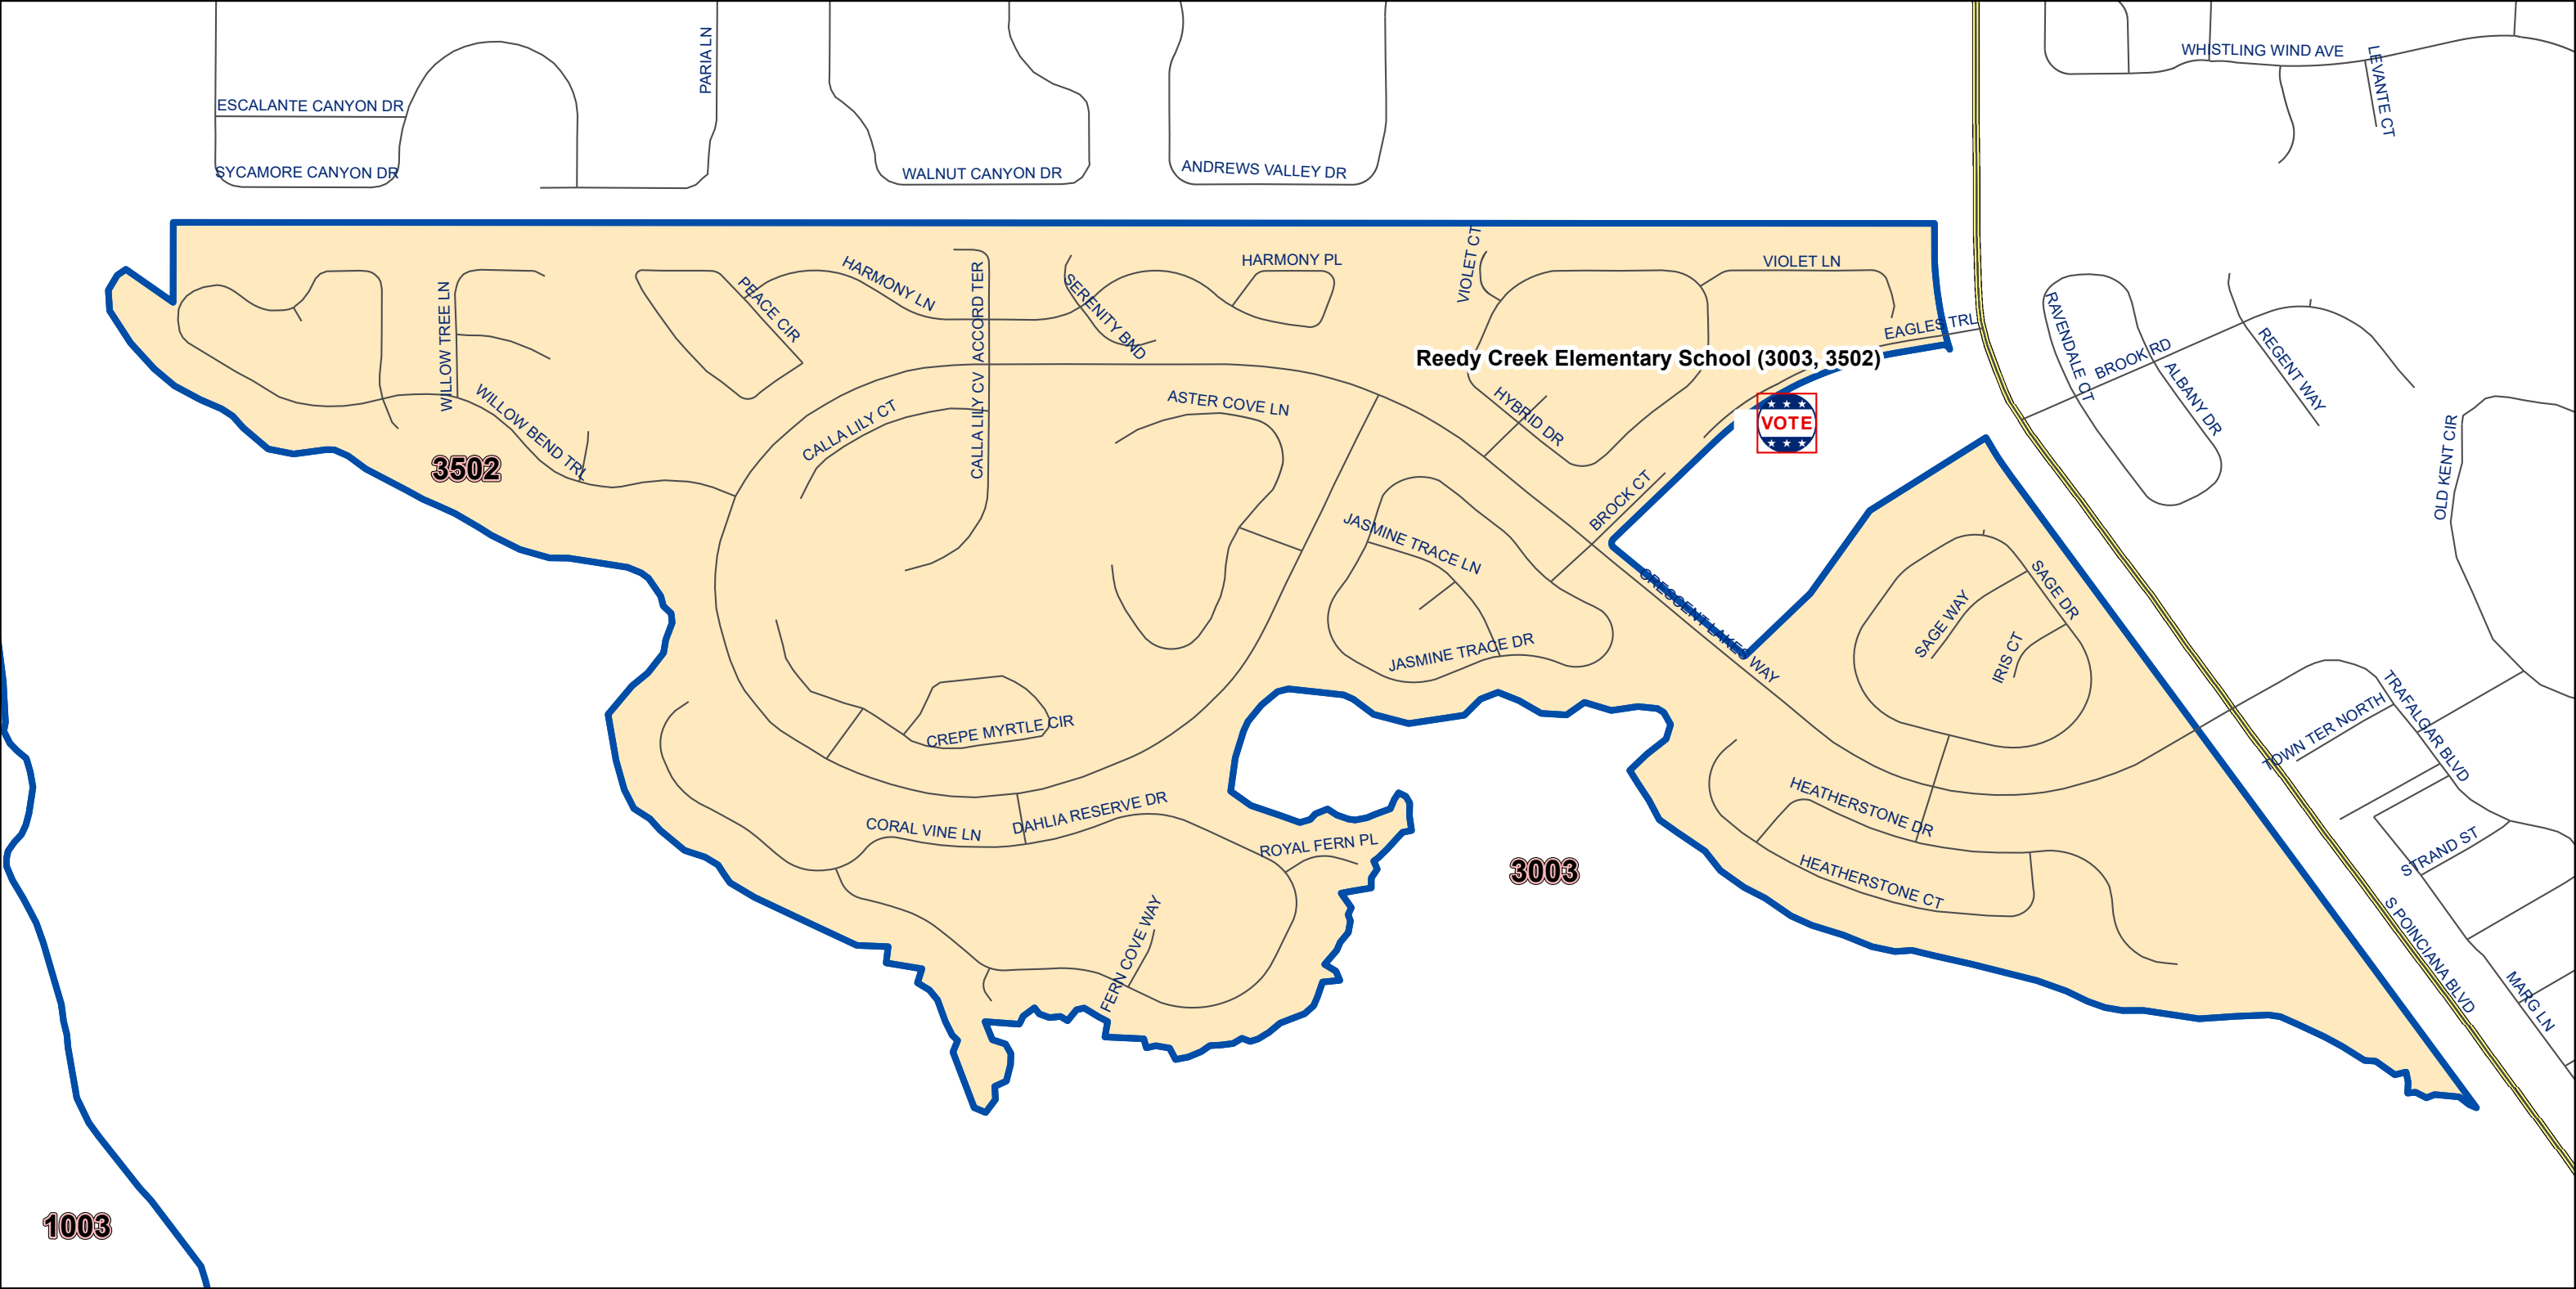 PARIA LN
WHISTLING WIND AVE
LEVANTE CT
ESCALANTE CANYON DR
SYCAMORE CANYON DR
WALNUT CANYON DR
ANDREWS VALLEY DR
HARMONY LN
HARMONY PL
VIOLET CT
VIOLET LN
PEACE CIR
ACCORD TER
SERENITY BND
WILLOW TREE LN
EAGLES TRL
RAVENDALE CT
BROOK RD
ALBANY DR
REGENT WAY
Reedy Creek Elementary School (3003, 3502)
VOTE
WILLOW BEND TRL
CALLA LILY CT
CALLA LILY CV
ASTER COVE LN
HYBRID DR
OLD KENT CIR
3502
BROCK CT
JASMINE TRACE LN
CRESCENT LAKES WAY
SAGE DR
SAGE WAY
IRIS CT
JASMINE TRACE DR
CREPE MYRTLE CIR
TRAFALGAR BLVD
TOWN TER NORTH
CORAL VINE LN
DAHLIA RESERVE DR
ROYAL FERN PL
HEATHERSTONE DR
HEATHERSTONE CT
STRAND ST
3003
FERN COVE WAY
S POINCIANA BLVD
MARG LN
1003